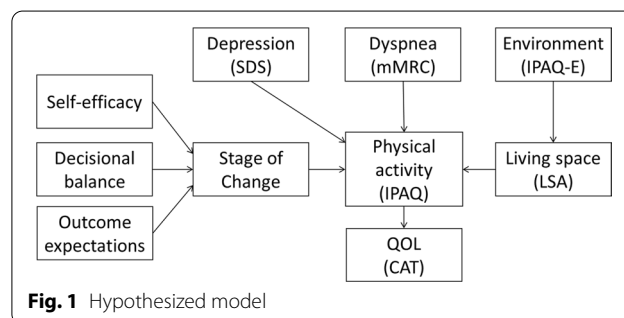 Depression
(SDS)
Dyspnea
(mMRC)
Environment
(IPAQ-E)
Self-efficacy
Decisional
balance
Outcome
expectations
Stage of
Change
Physical
activity
(IPAQ)
Living space
(LSA)
QOL
(CAT)
Fig. 1 Hypothesized model